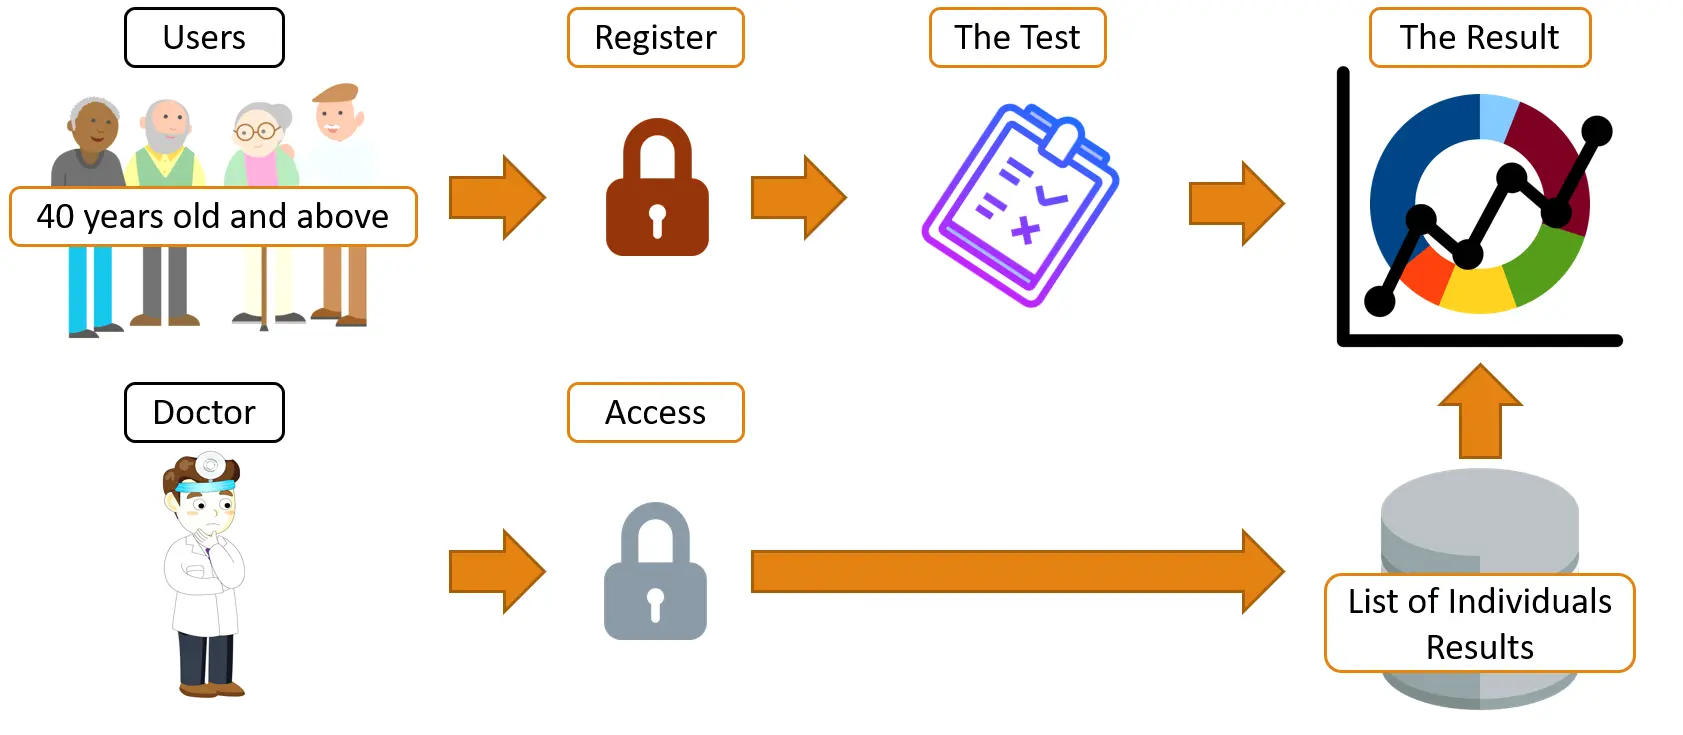 Users
Register
The Test
The Result
40 years old and above
Doctor
Access
List of Individuals
Results